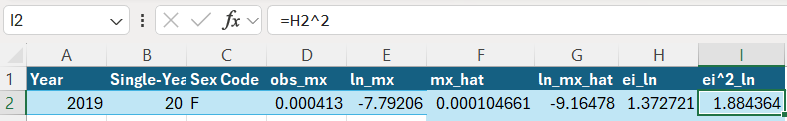 I2 fx =H2^2
A B C D E F G H I
1 Year Single-Yea Sex Code obs_mx ln_mx mx_hat ln_mx_hat ei_ln ei^2_ln
2 2019 20 F 0.000413 -7.79206 0.000104661 -9.16478 1.372721 1.884364